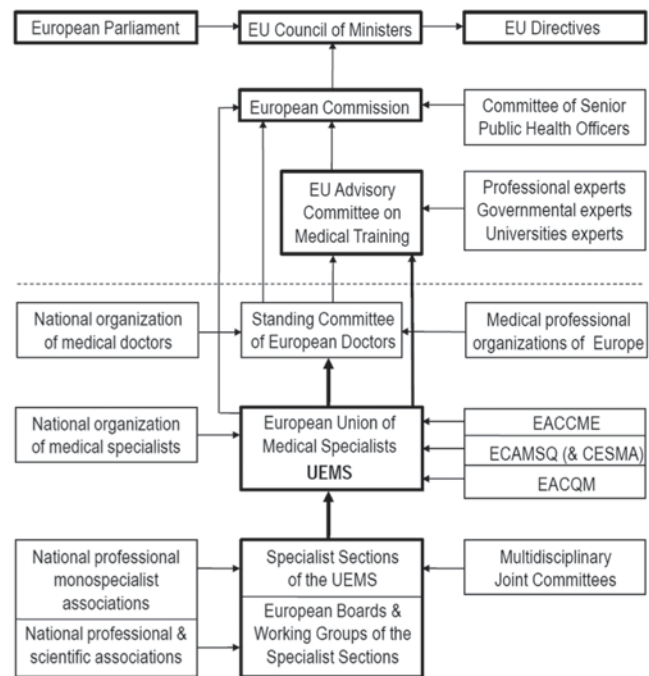 European Parliament
EU Council of Ministers
EU Directives
European Commission
Committee of Senior
Public Health Officers
EU Advisory
Committee on
Medical Training
Professional experts
Governmental experts
Universities experts
National organization
of medical doctors
Standing Committee
of European Doctors
Medical professional
organizations of Europe
National organization
of medical specialists
European Union of
Medical Specialists
UEMS
EACCME
ECAMSQ (& CESMA)
EACQM
National professional
monospecialist
associations
National professional &
scientific associations
Specialist Sections
of the UEMS
European Boards &
Working Groups of the
Specialist Sections
Multidisciplinary
Joint Committees